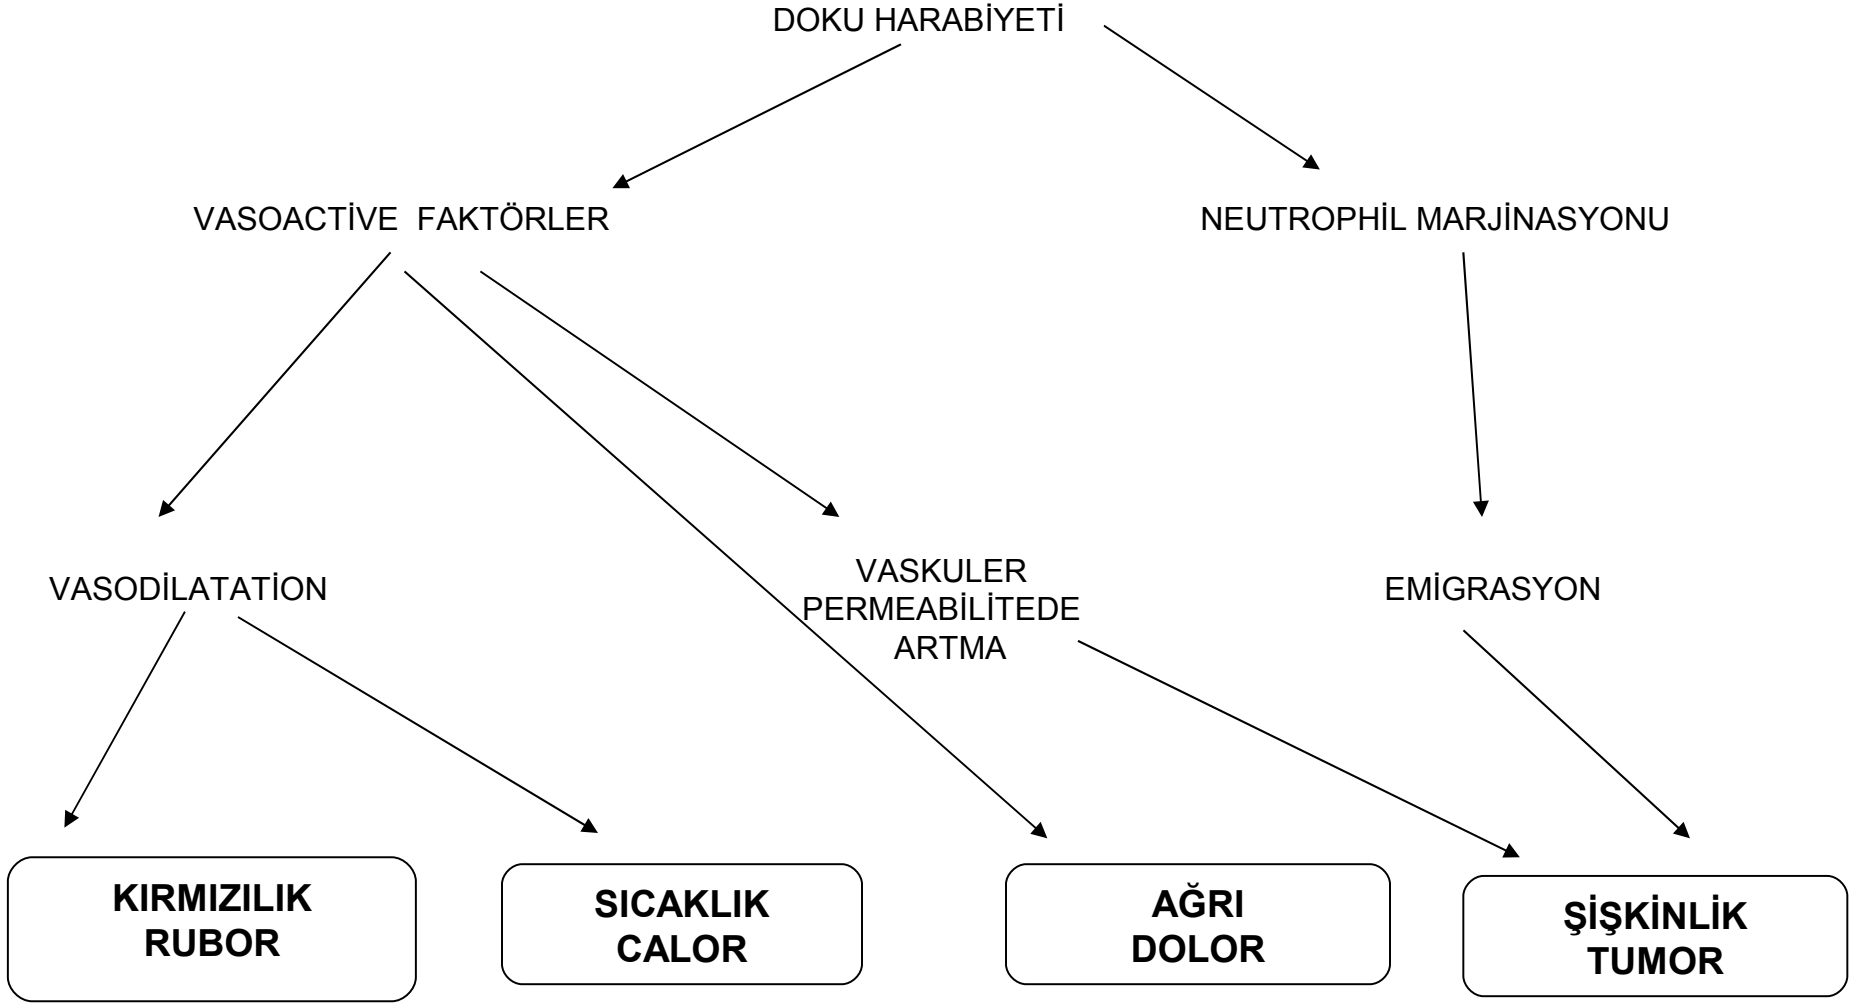 DOKU HARABİYETİ
VASOACTİVE FAKTÖRLER
NEUTROPHİL MARJİNASYONU
VASODİLATATİON
VASKULER
PERMEABİLİTEDE
ARTMA
EMİGRASYON
KIRMIZILIK
RUBOR
SICAKLIK
CALOR
AĞRI
DOLOR
ŞİŞKİNLİK
TUMOR